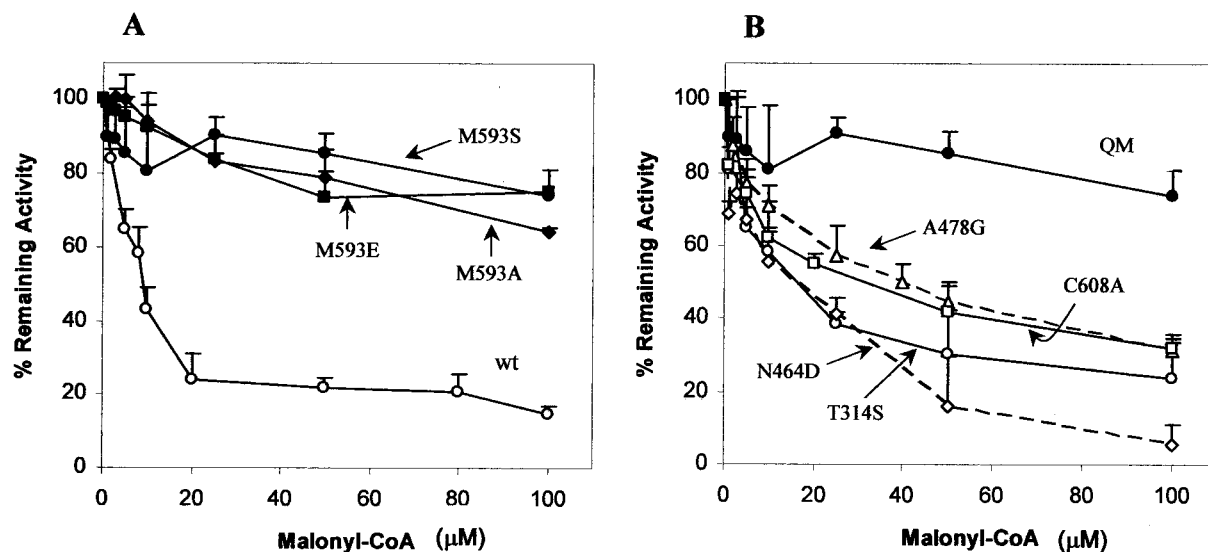 A
% Remaining Activity
100
80
60
40
20
0
0 20 40 60 80 100
Malonyl-CoA (μM)
M593S
M593E
M593A
wt
B
% Remaining Activity
100
80
60
40
20
0
0 20 40 60 80 100
Malonyl-CoA (μM)
QM
A478G
C608A
N464D
T314S